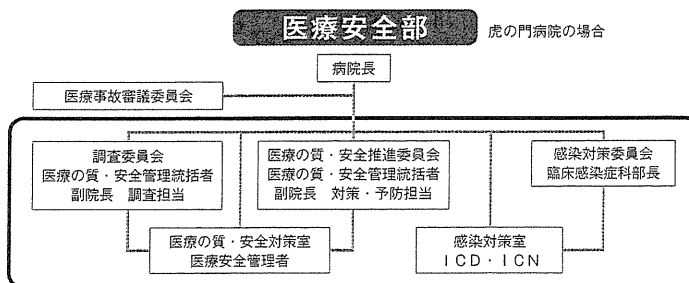 医療安全部
虎の門病院の場合
病院長
医療事故審議委員会
調査委員会
医療の質・安全管理統括者
副院長 調査担当
医療の質・安全推進委員会
医療の質・安全管理統括者
副院長 対策・予防担当
感染対策委員会
臨床感染症科部長
医療の質・安全対策室
医療安全管理者
感染対策室
ＩＣＤ・ＩＣＮ